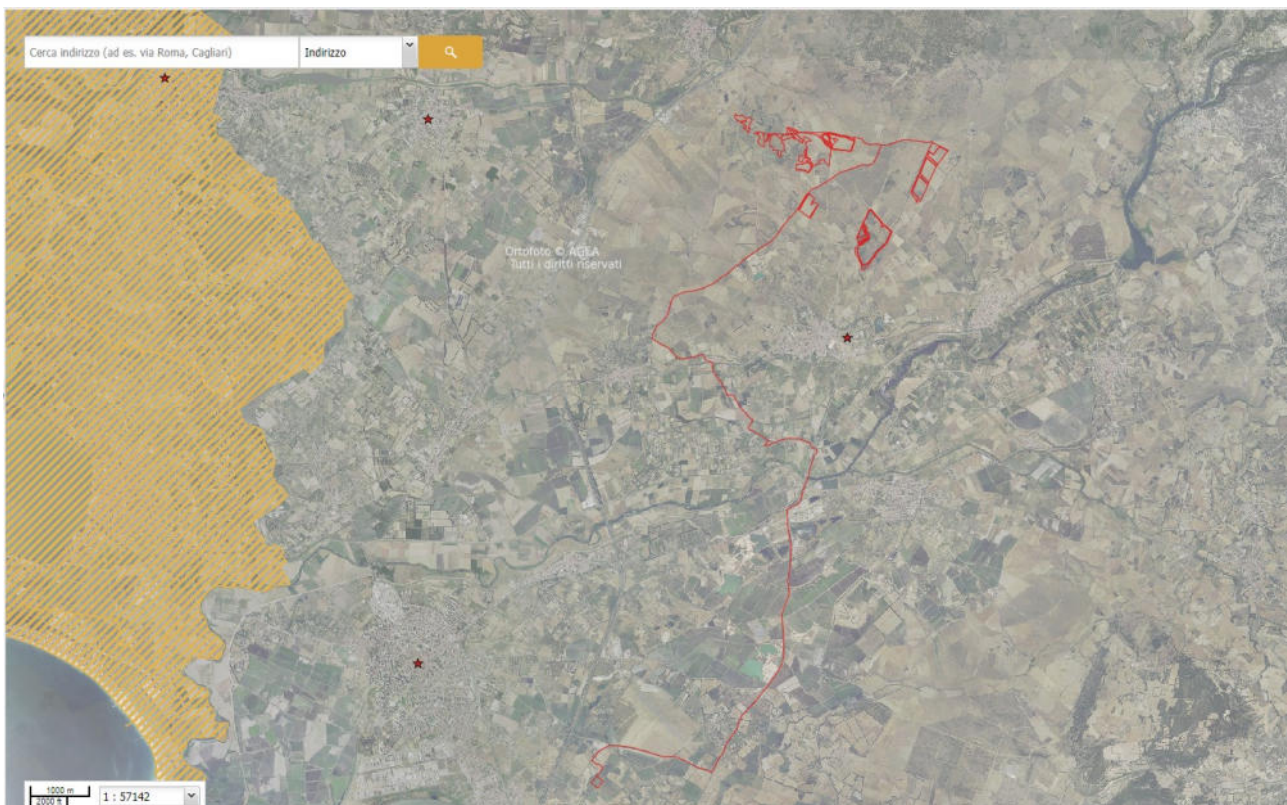 Cerca indirizzo (ad es. via Roma, Cagliari)
Indirizzo
Ortofoto © AGEA
Tutti i diritti riservati
1000 m
2000 ft
1 : 57142